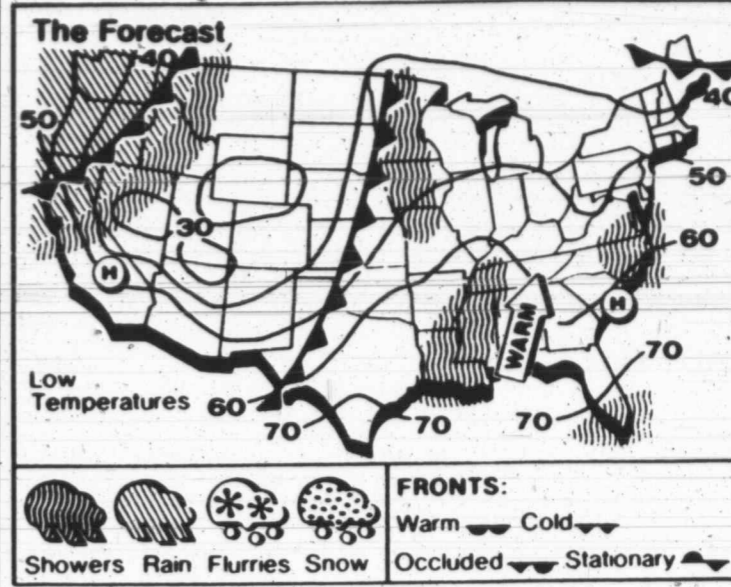 The Forecast
40
40
50
50
30
60
H
H
WARM
70
Low
Temperatures
60
70
70
70
Showers Rain Flurries Snow
FRONTS:
Warm Cold
Occluded Stationary